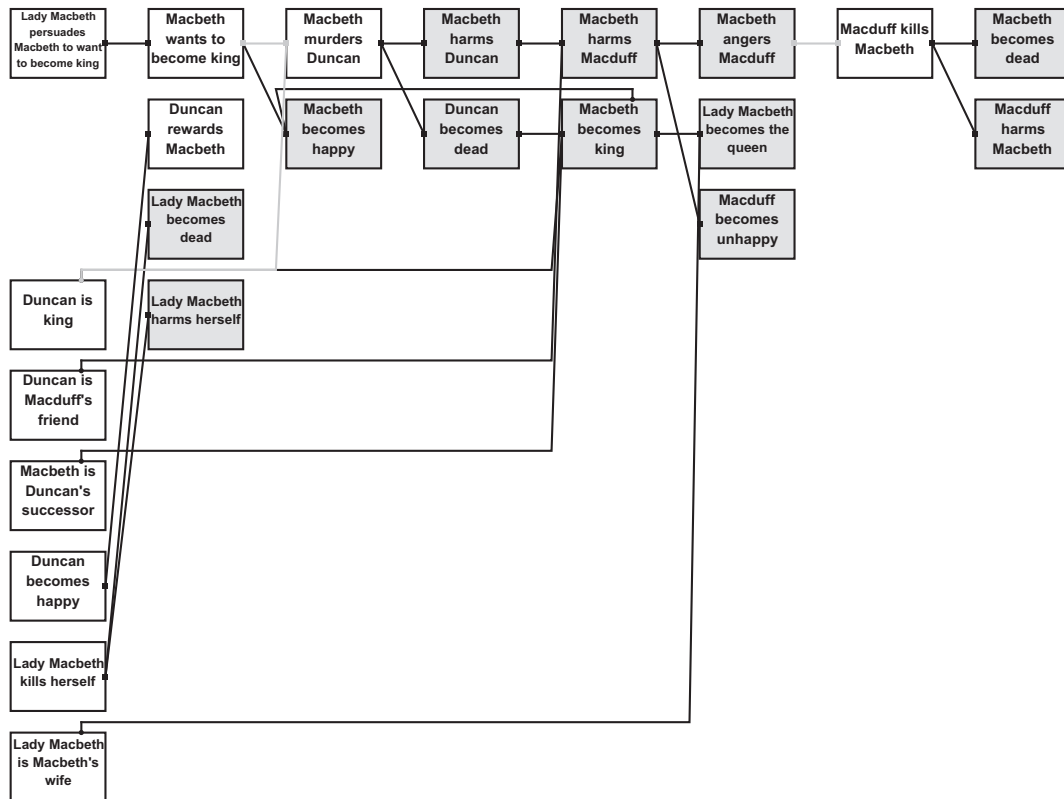 Lady Macbeth
persuades
Macbeth to want
to become king
Macbeth
wants to
become king
Macbeth
murders
Duncan
Macbeth
harms
Duncan
Macbeth
harms
Macduff
Macbeth
angers
Macduff
Macduff kills
Macbeth
Macbeth
becomes
dead
Duncan
rewards
Macbeth
Macbeth
becomes
happy
Duncan
becomes
dead
Macbeth
becomes
king
Lady Macbeth
becomes the
queen
Macduff
harms
Macbeth
Lady Macbeth
becomes
dead
Macduff
becomes
unhappy
Duncan is
king
Lady Macbeth
harms herself
Duncan is
Macduff's
friend
Macbeth is
Duncan's
successor
Duncan
becomes
happy
Lady Macbeth
kills herself
Lady Macbeth
is Macbeth's
wife